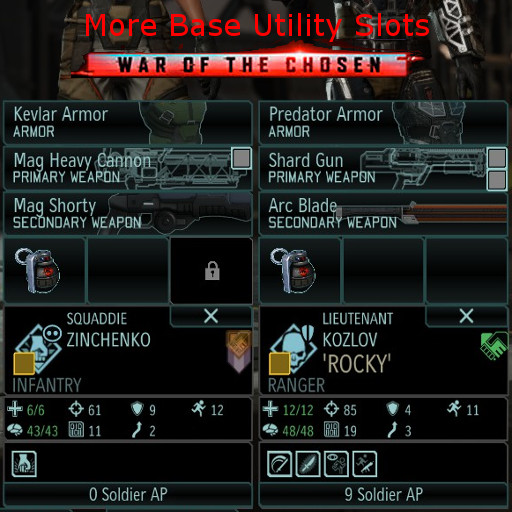 More Base Utility Slots
WAR OF THE CHOSEN
Kevlar Armor
ARMOR
Mag Heavy Cannon
PRIMARY WEAPON
Mag Shorty
SECONDARY WEAPON
SQUADDIE
ZINCHENKO
INFANTRY
6/6 61 9 12
43/43 11 2
0 Soldier AP
Predator Armor
ARMOR
Shard Gun
PRIMARY WEAPON
Arc Blade
SECONDARY WEAPON
LIEUTENANT
KOZLOV
'ROCKY'
RANGER
12/12 85 4 11
48/48 19 3
9 Soldier AP